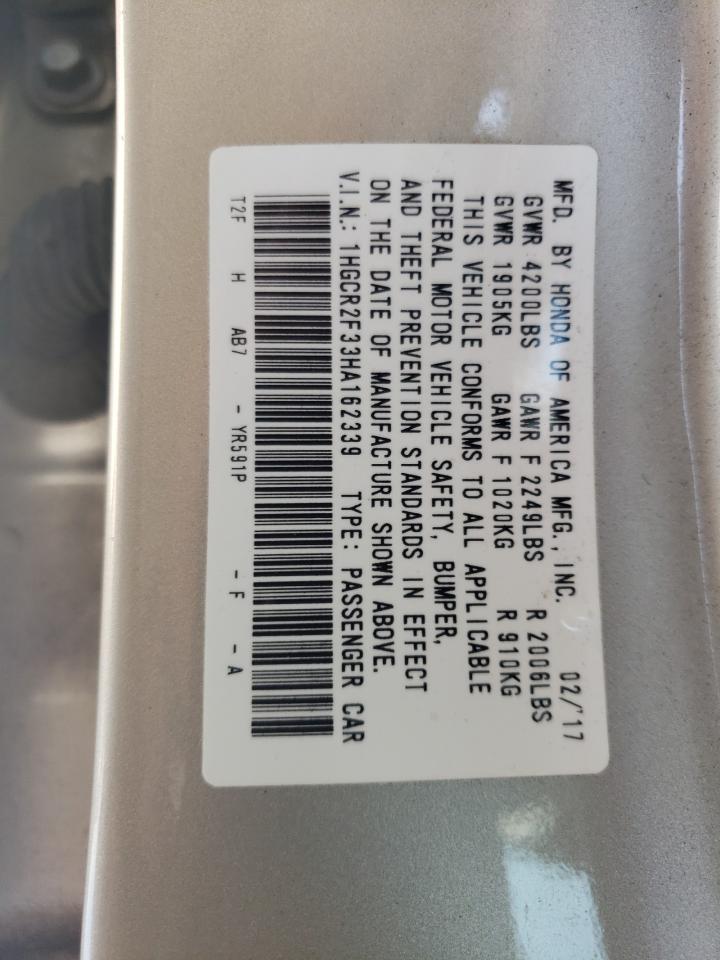 MFD. BY HONDA OF AMERICA MFG., INC. 02/'17
GVWR 4200LBS GAWR F 2249LBS R 2006LBS
GVWR 1905KG GAWR F 1020KG R 910KG
THIS VEHICLE CONFORMS TO ALL APPLICABLE
FEDERAL MOTOR VEHICLE SAFETY, BUMPER,
AND THEFT PREVENTION STANDARDS IN EFFECT
ON THE DATE OF MANUFACTURE SHOWN ABOVE.
V.I.N.: 1HGCR2F33HA162339 TYPE: PASSENGER CAR
T2F H AB7 - YR591P - F - A